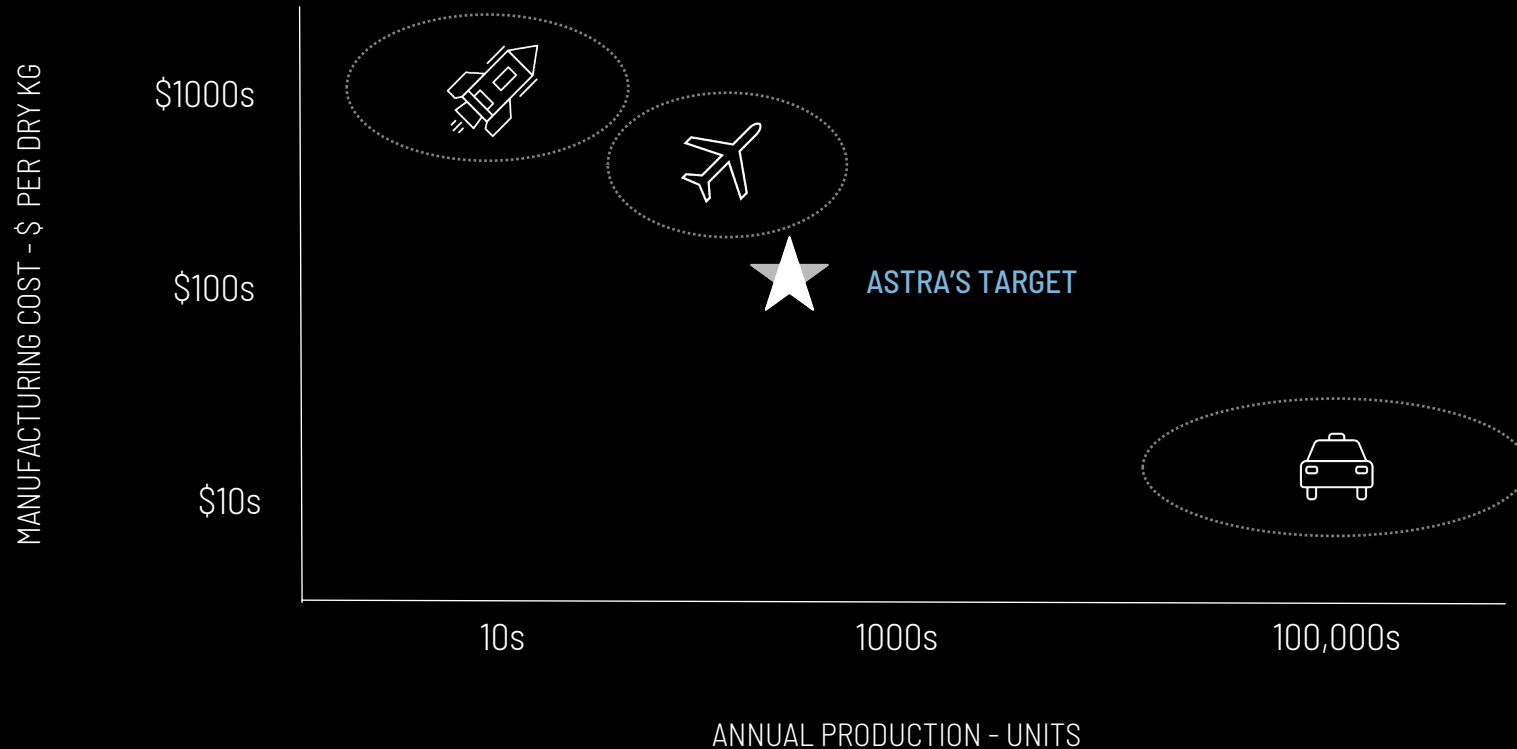 MANUFACTURING COST - $ PER DRY KG
$1000s
$100s
$10s
ASTRA'S TARGET
10s
1000s
100,000s
ANNUAL PRODUCTION - UNITS